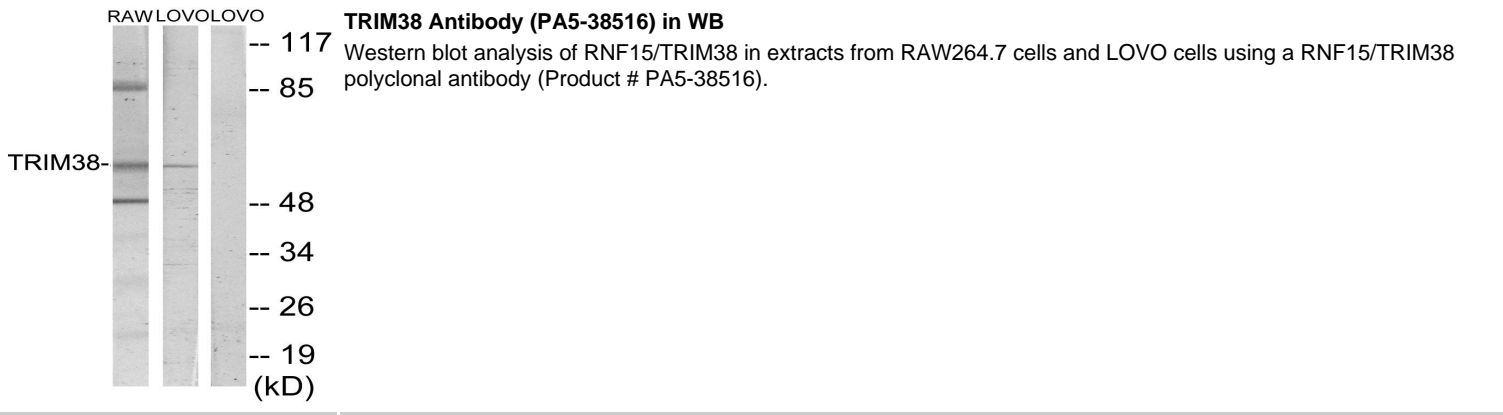 RAW LOVO LOVO
TRIM38 Antibody (PA5-38516) in WB
Western blot analysis of RNF15/TRIM38 in extracts from RAW264.7 cells and LOVO cells using a RNF15/TRIM38
polyclonal antibody (Product # PA5-38516).
-- 117
-- 85
TRIM38-
-- 48
-- 34
-- 26
-- 19
(kD)